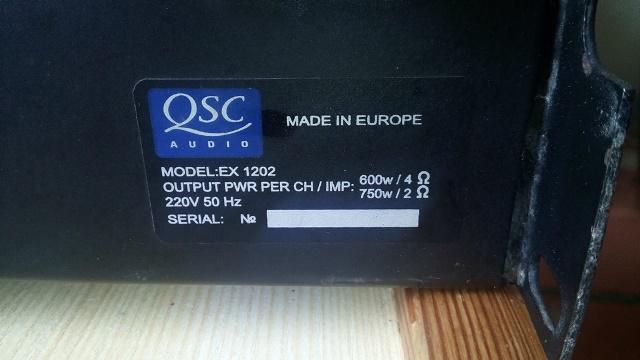 QSC
AUDIO
MADE IN EUROPE
MODEL:EX 1202
OUTPUT PWR PER CH / IMP: 600w / 4 Ω
750w / 2 Ω
220V 50 Hz
SERIAL: №